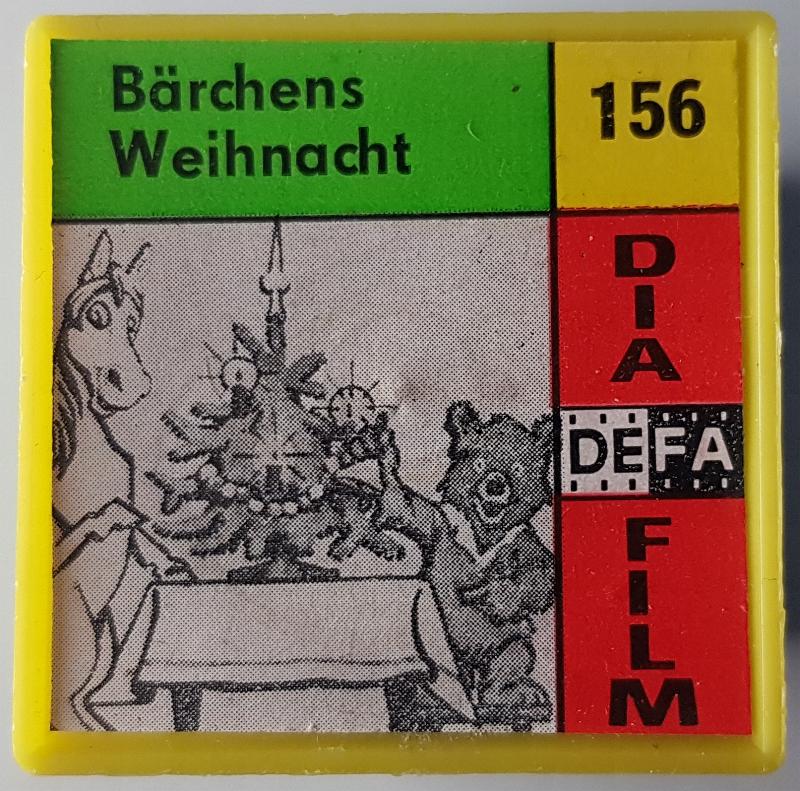 Bärchens
Weihnacht
156
DIA
DEFA
FILM